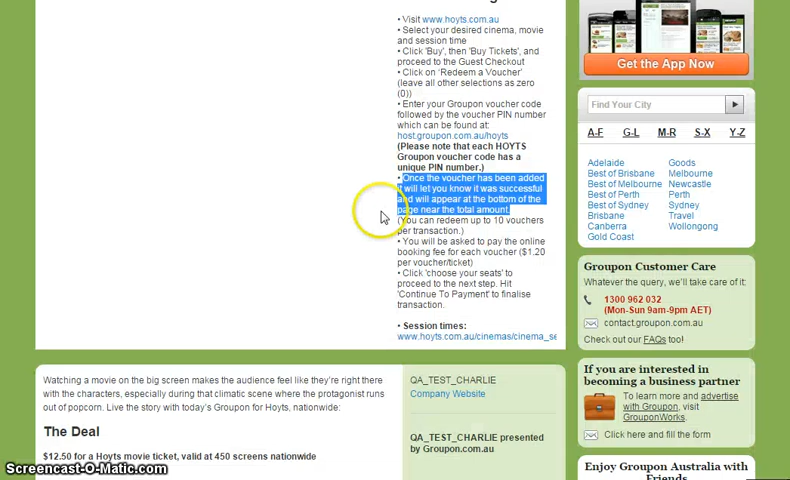 • Visit www.hoyts.com.au
• Select your desired cinema, movie
and session time
• Click 'Buy', then 'Buy Tickets', and
proceed to the Guest Checkout
• Click on 'Redeem a Voucher'
(leave all other selections as zero
(0))
• Enter your Groupon voucher code
followed by the voucher PIN number
which can be found at:
host.groupon.com.au/hoyts
(Please note that each HOYTS
Groupon voucher code has a
unique PIN number.)
• Once the voucher has been added
it will let you know it was successful
and will appear at the bottom of the
page near the total amount.
(You can redeem up to 10 vouchers
per transaction.)
• You will be asked to pay the online
booking fee for each voucher ($1.20
per voucher/ticket)
• Click 'choose your seats' to
proceed to the next step. Hit
'Continue To Payment' to finalise
transaction.
• Session times:
www.hoyts.com.au/cinemas/cinema_se
Watching a movie on the big screen makes the audience feel like they're right there
with the characters, especially during that climatic scene where the protagonist runs
out of popcorn. Live the story with today's Groupon for Hoyts, nationwide:
The Deal
$12.50 for a Hoyts movie ticket, valid at 450 screens nationwide
QA_TEST_CHARLIE
Company Website
QA_TEST_CHARLIE presented
by Groupon.com.au
Get the App Now
Find Your City
A-F G-L M-R S-X Y-Z
Adelaide Goods
Best of Brisbane Melbourne
Best of Melbourne Newcastle
Best of Perth Perth
Best of Sydney Sydney
Brisbane Travel
Canberra Wollongong
Gold Coast
Groupon Customer Care
Whatever the query, we'll take care of it:
1300 962 032
(Mon-Sun 9am-9pm AET)
contact.groupon.com.au
Check out our FAQs too!
If you are interested in
becoming a business partner
To learn more and advertise
with Groupon, visit
GrouponWorks.
Click here and fill the form
Enjoy Groupon Australia with
Friends
Screencast-O-Matic.com